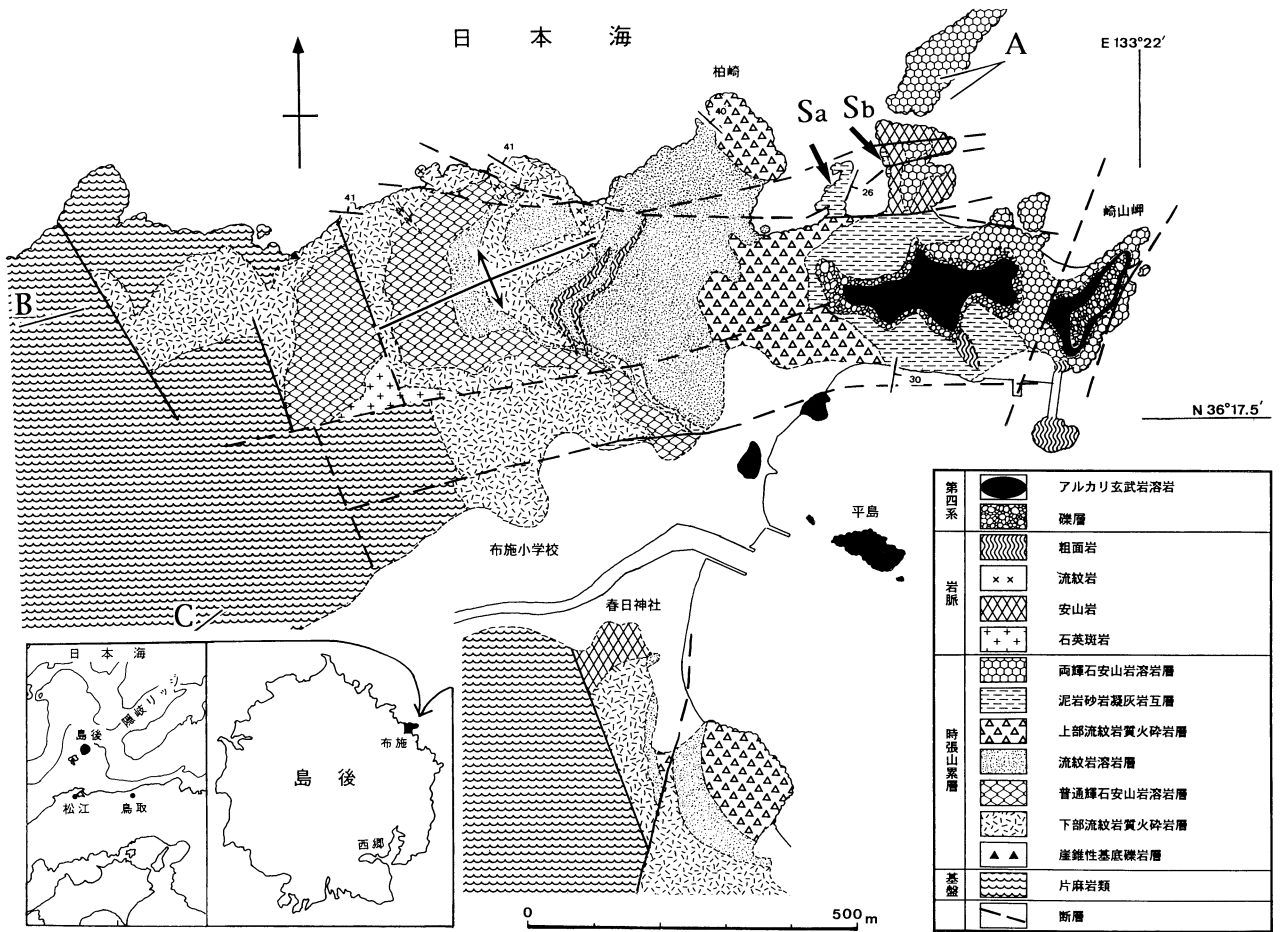 日本海
A
E 133°22′
柏崎
Sa
Sb
40
41
26
41
崎山岬
B
30
N 36°17.5′
平島
布施小学校
春日神社
C
日本海
隠岐リッジ
島後
松江
鳥取
布施
島後
西郷
0
500m
第四系
アルカリ玄武岩溶岩
礫層
岩脈
粗面岩
流紋岩
安山岩
石英斑岩
時張山累層
両輝石安山岩溶岩層
泥岩砂岩凝灰岩互層
上部流紋岩質火砕岩層
流紋岩溶岩層
普通輝石安山岩溶岩層
下部流紋岩質火砕岩層
崖錐性基底礫岩層
基盤
片麻岩類
断層